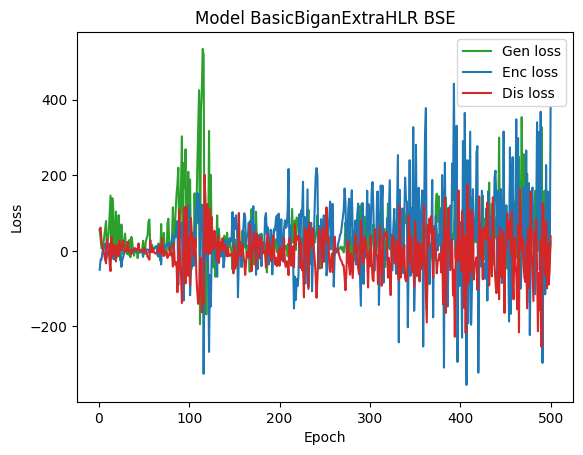 Model BasicBiganExtraHLR BSE
Gen loss
Enc loss
Dis loss
Loss
400
200
0
−200
0 100 200 300 400 500
Epoch